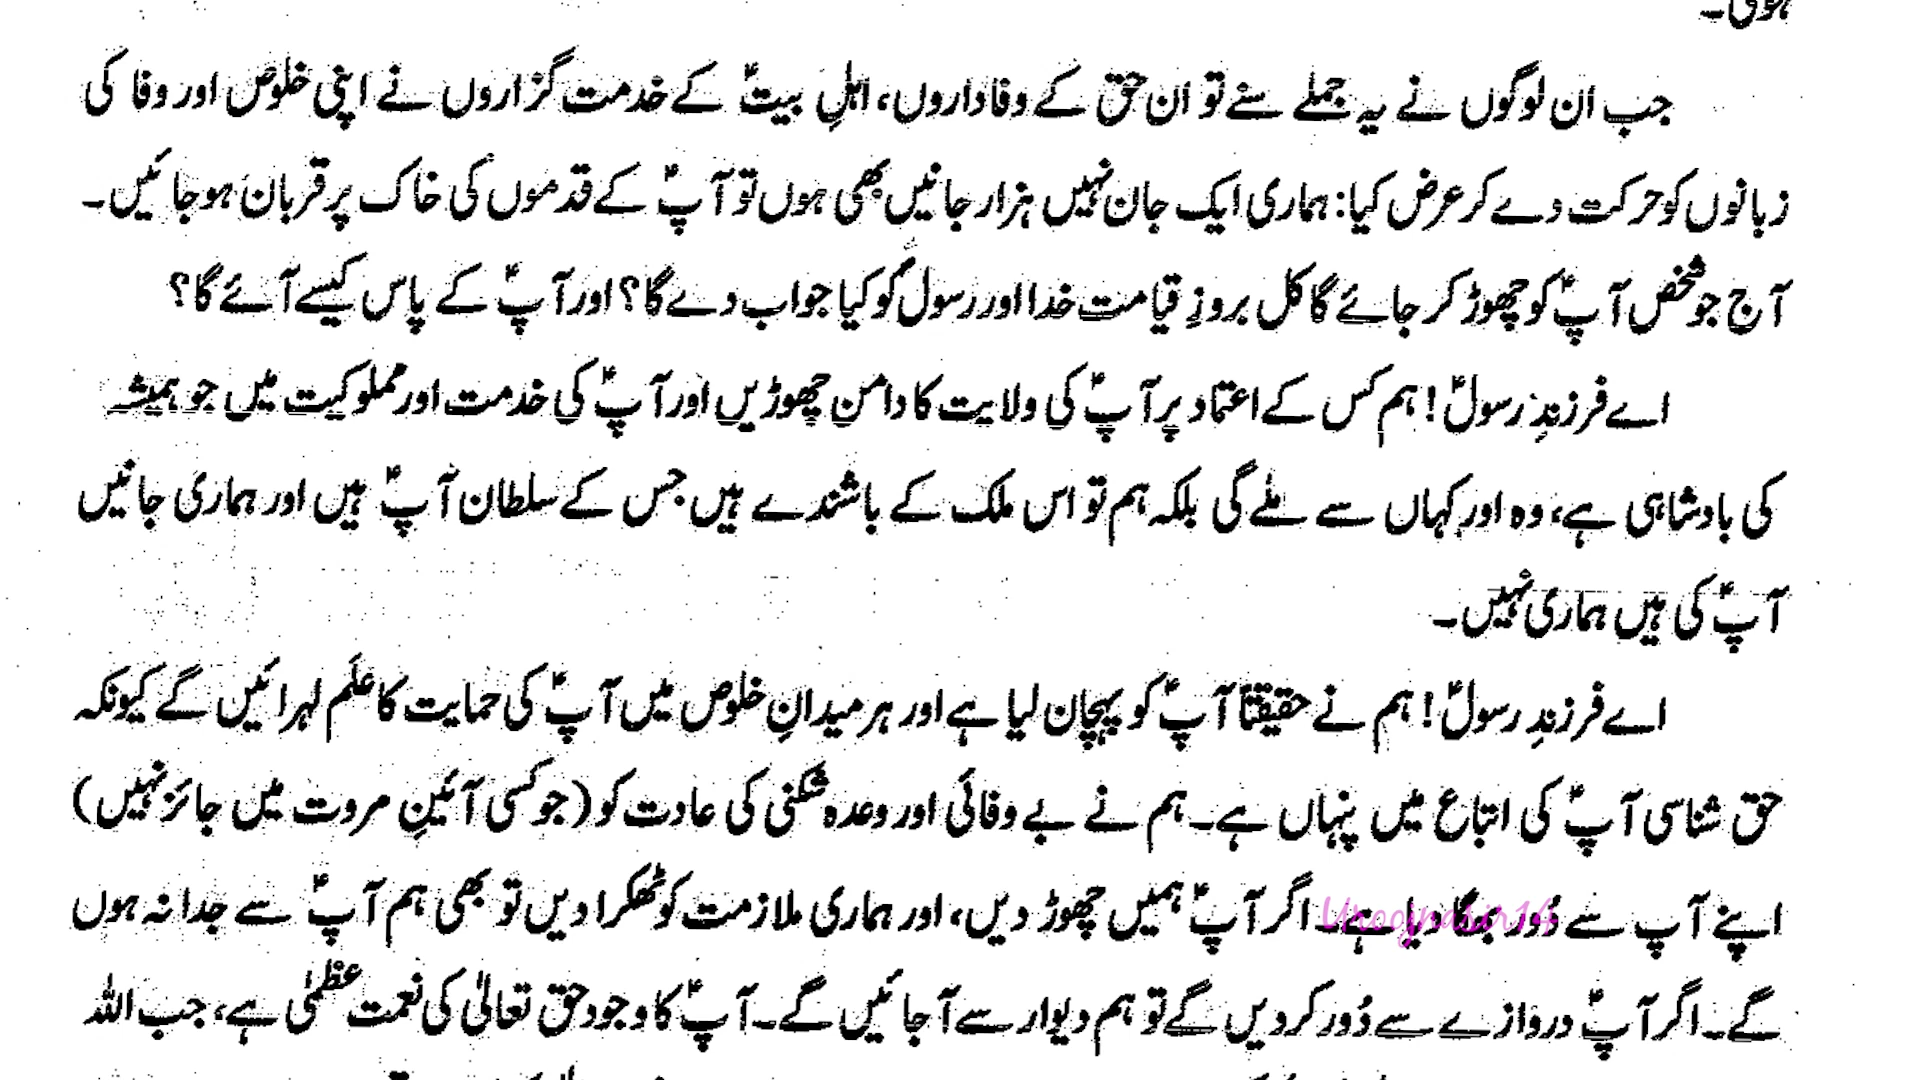 ہوئی۔
جب ان لوگوں نے یہ جملے سنے تو ان حق کے وفاداروں، اہلِ بیتؑ کے خدمت گزاروں نے اپنی خلوص اور وفا کی
زبانوں کو حرکت دے کر عرض کیا: ہماری ایک جان نہیں ہزار جانیں بھی ہوں تو آپؑ کے قدموں کی خاک پر قربان ہو جائیں۔
آج جو شخص آپؑ کو چھوڑ کر جائے گا کل بروزِ قیامت خدا اور رسولؐ کو کیا جواب دے گا؟ اور آپؑ کے پاس کیسے آئے گا؟
اے فرزندِ رسولؐ! ہم کس کے اعتماد پر آپؑ کی ولایت کا دامن چھوڑیں اور آپؑ کی خدمت اور مملوکیت میں جو ہمیشہ
کی بادشاہی ہے، وہ اور کہاں سے ملے گی بلکہ ہم تو اس ملک کے باشندے ہیں جس کے سلطان آپؑ ہیں اور ہماری جانیں
آپؑ کی ہیں ہماری نہیں۔
اے فرزندِ رسولؐ! ہم نے حقیقتاً آپؑ کو پہچان لیا ہے اور ہر میدانِ خلوص میں آپؑ کی حمایت کا عَلَم لہرائیں گے کیونکہ
حق شناسی آپؑ کی اتباع میں پنہاں ہے۔ ہم نے بے وفائی اور وعدہ شکنی کی عادت کو (جو کسی آئینِ مروت میں جائز نہیں)
اپنے آپ سے دُور بھگا دیا ہے۔ اگر آپؑ ہمیں چھوڑ دیں، اور ہماری ملازمت کو ٹھکرا دیں تو بھی ہم آپؑ سے جدا نہ ہوں
Uroojnasir14
گے۔ اگر آپؑ دروازے سے دُور کر دیں گے تو ہم دیوار سے آ جائیں گے۔ آپؑ کا وجود حق تعالیٰ کی نعمت عظمیٰ ہے، جب اللہ